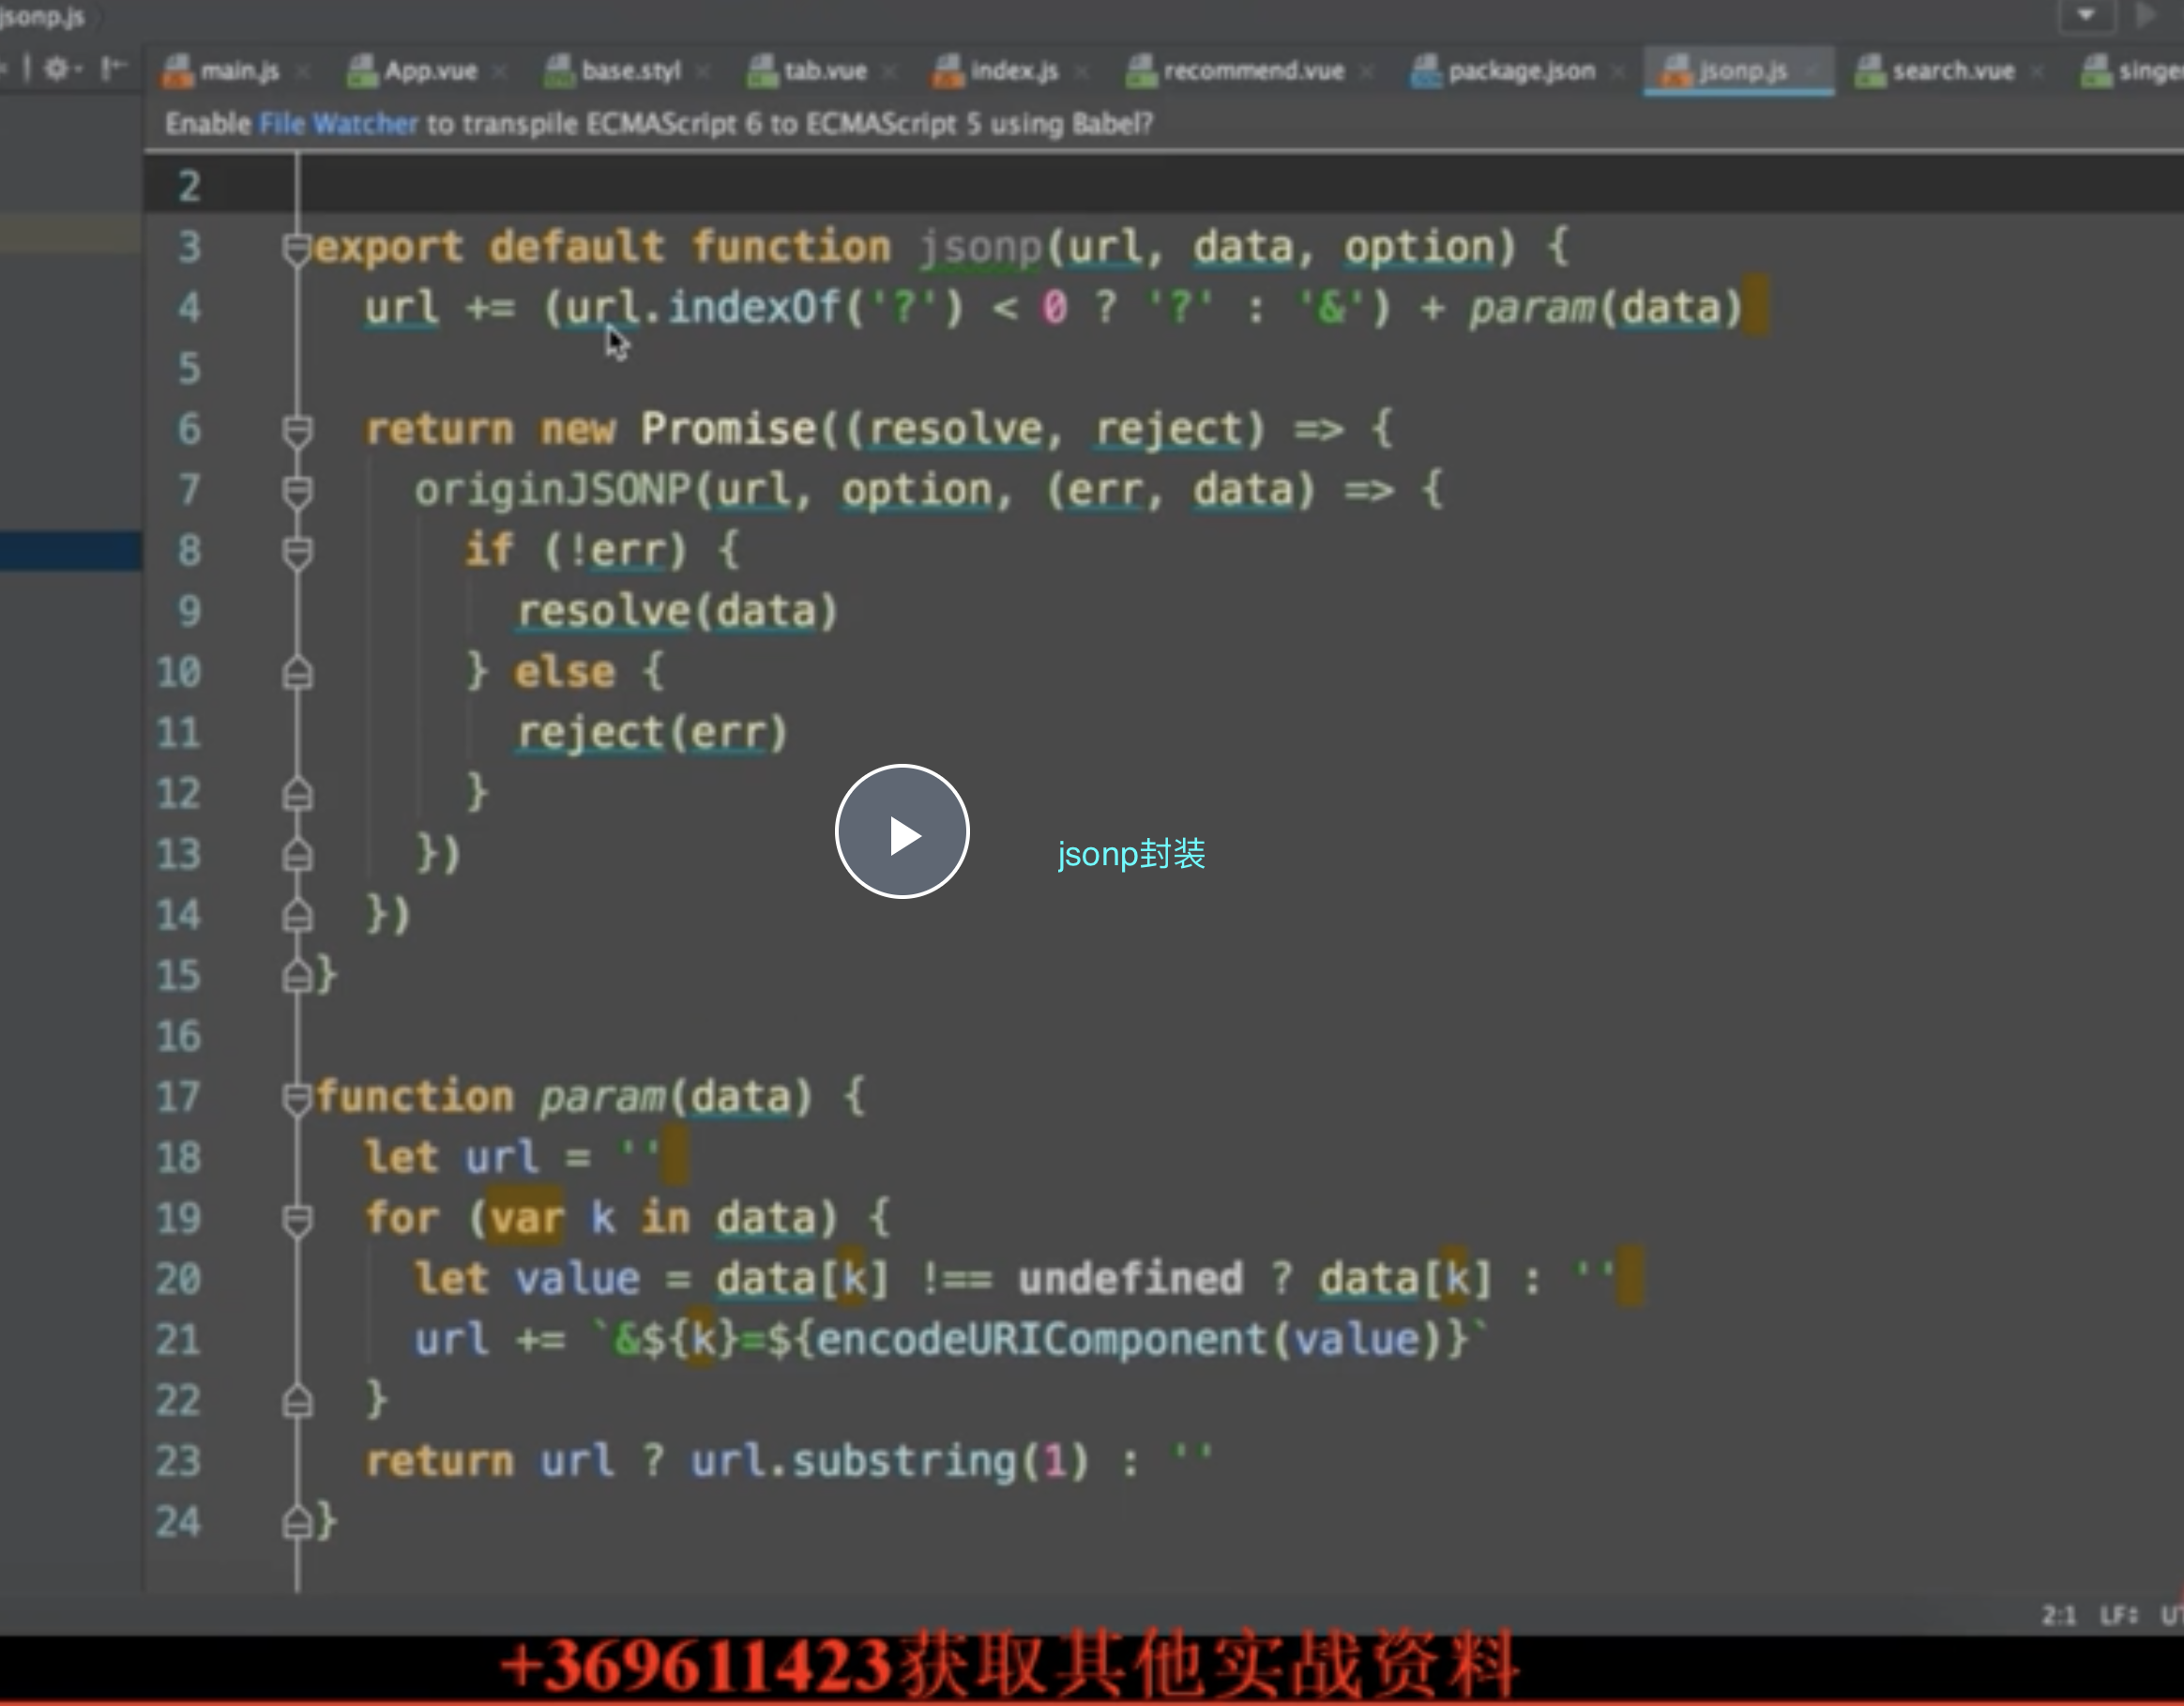 jsonp.js
main.js App.vue base.styl tab.vue index.js recommend.vue package.json jsonp.js search.vue
Enable File Watcher to transpile ECMAScript 6 to ECMAScript 5 using Babel?
2
3 export default function jsonp(url, data, option) {
4 url += (url.indexOf('?') < 0 ? '?' : '&') + param(data)
5
6 return new Promise((resolve, reject) => {
7 originJSONP(url, option, (err, data) => {
8 if (!err) {
9 resolve(data)
10 } else {
11 reject(err)
12 }
13 })
14 })
15 }
16
17 function param(data) {
18 let url = ''
19 for (var k in data) {
20 let value = data[k] !== undefined ? data[k] : ''
21 url += `&${k}=${encodeURIComponent(value)}`
22 }
23 return url ? url.substring(1) : ''
24 }
jsonp封装
2:1 LF:
+369611423获取其他实战资料